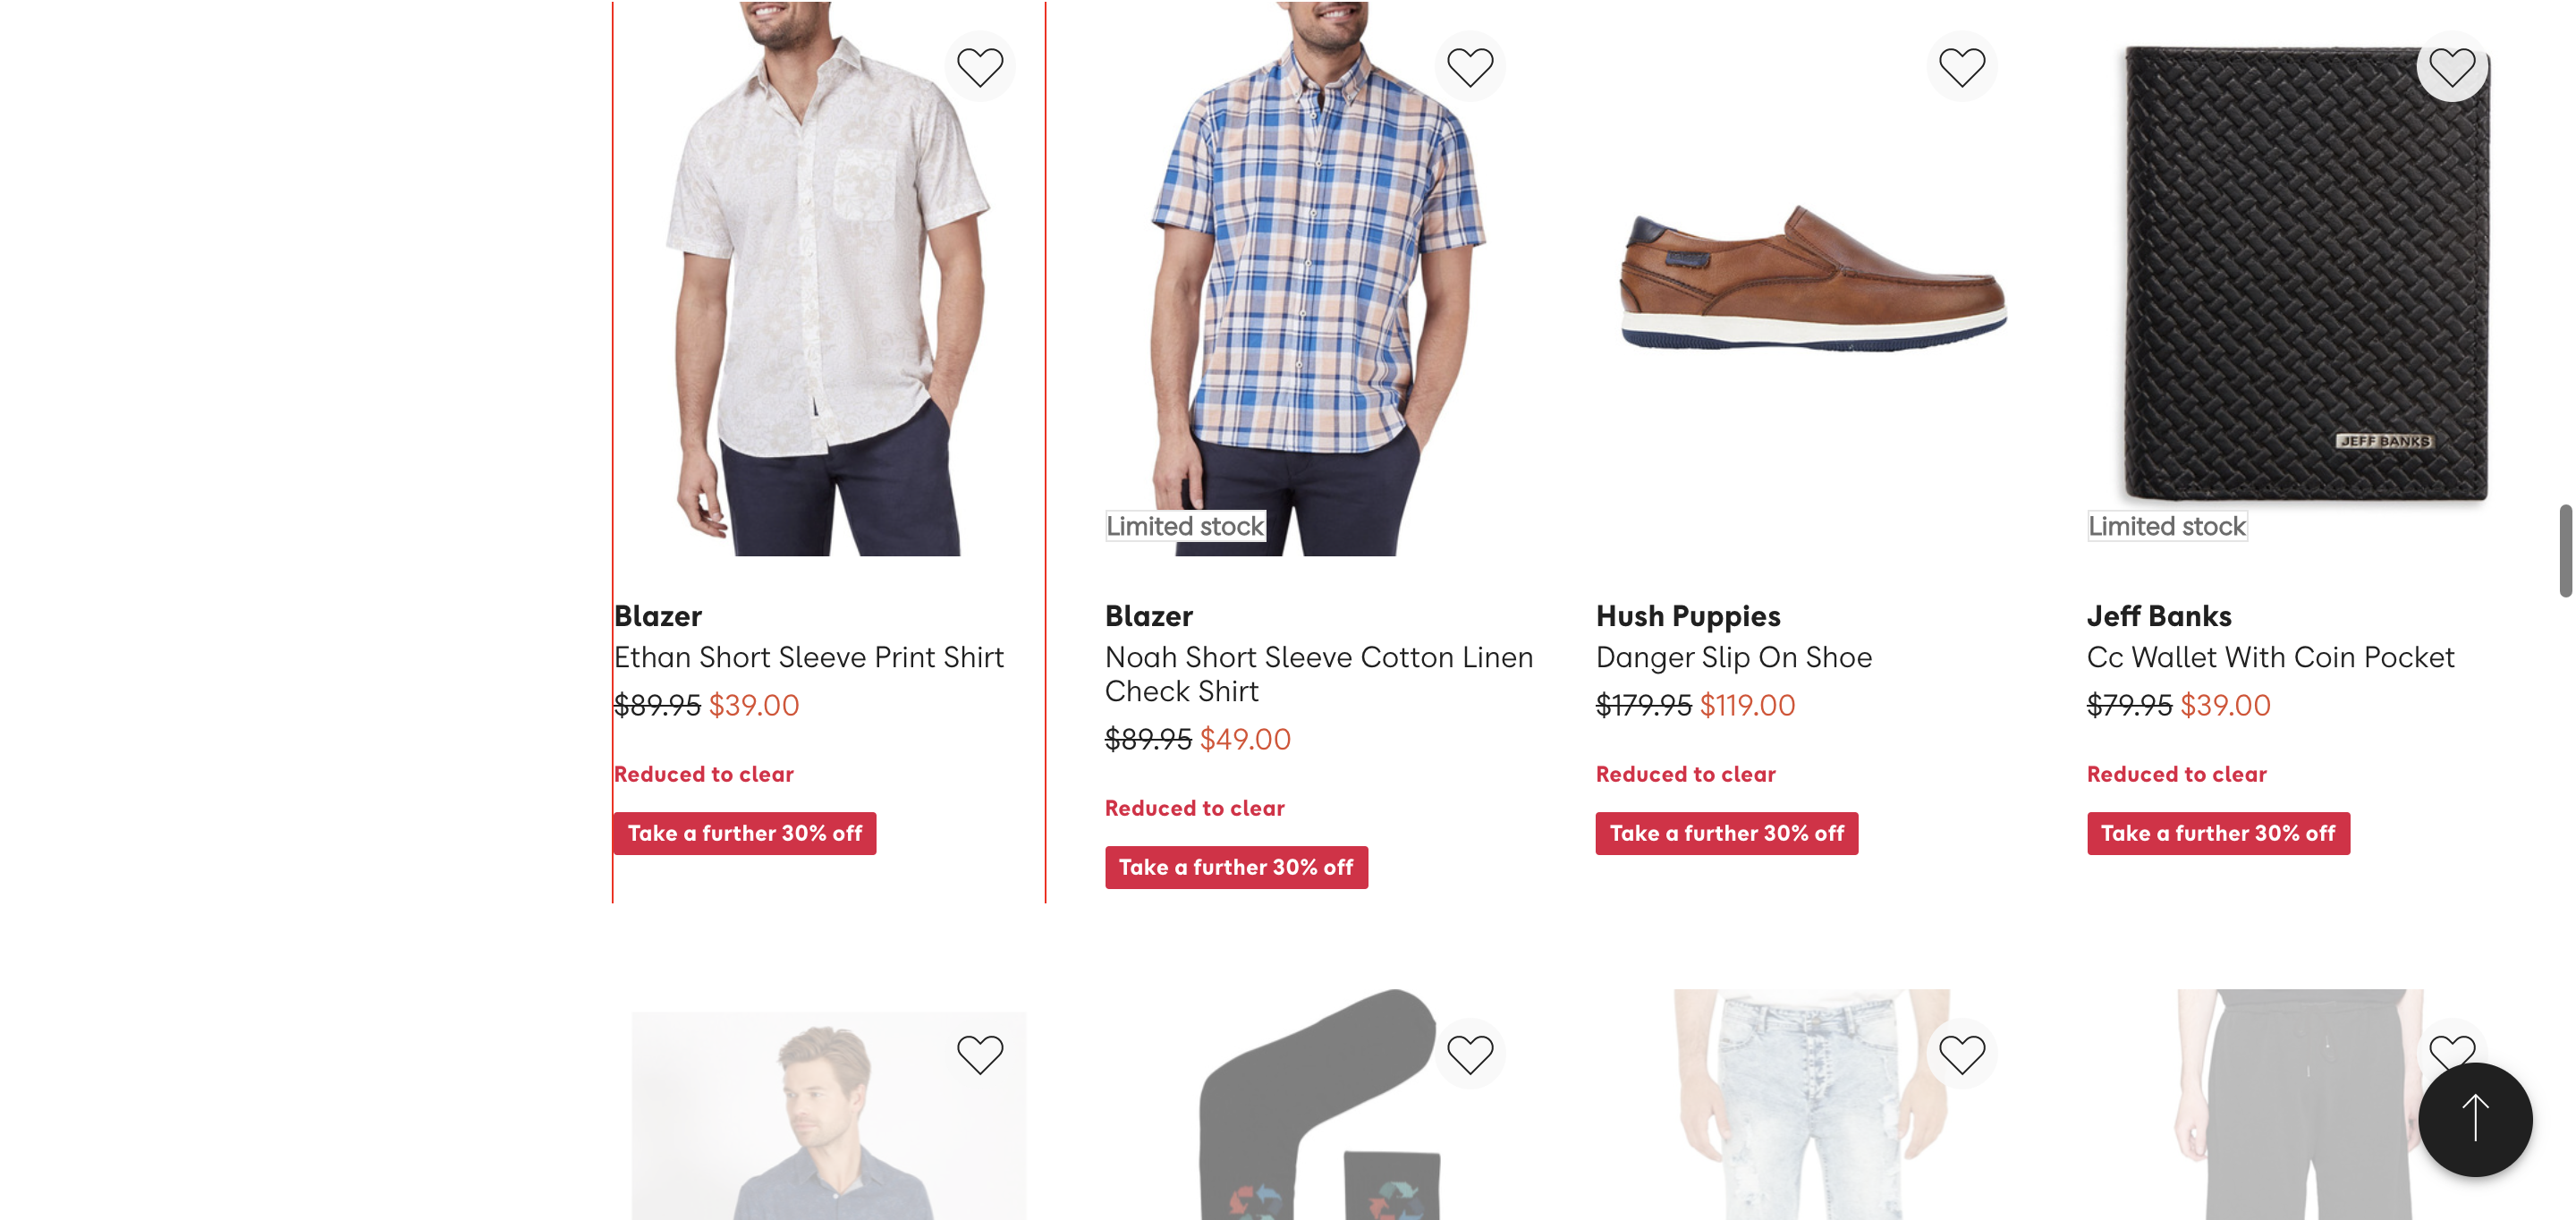 JEFF BANKS
Limited stock
Limited stock
Blazer
Ethan Short Sleeve Print Shirt
$89.95 $39.00
Reduced to clear
Take a further 30% off
Blazer
Noah Short Sleeve Cotton Linen
Check Shirt
$89.95 $49.00
Reduced to clear
Take a further 30% off
Hush Puppies
Danger Slip On Shoe
$179.95 $119.00
Reduced to clear
Take a further 30% off
Jeff Banks
Cc Wallet With Coin Pocket
$79.95 $39.00
Reduced to clear
Take a further 30% off